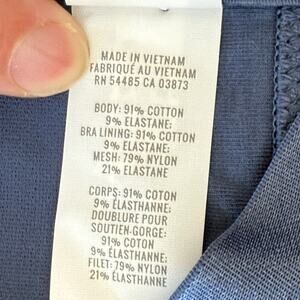 MADE IN VIETNAM
FABRIQUÉ AU VIETNAM
RN 54485 CA 03873
BODY: 91% COTTON
9% ELASTANE;
BRA LINING: 91% COTTON
9% ELASTANE;
MESH: 79% NYLON
21% ELASTANE
CORPS: 91% COTON
9% ÉLASTHANNE;
DOUBLURE POUR
SOUTIEN-GORGE:
91% COTON
9% ÉLASTHANNE;
FILET: 79% NYLON
21% ÉLASTHANNE